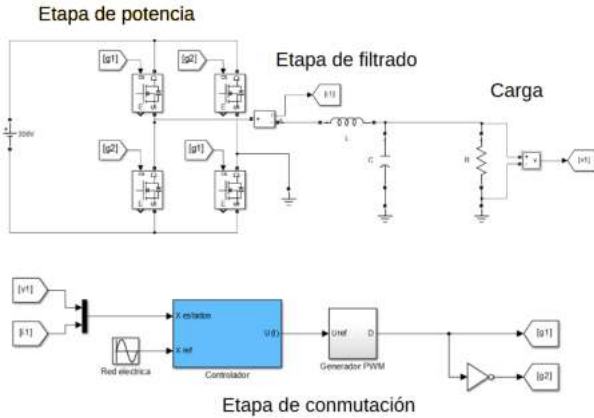 Etapa de potencia
[g1]
[g2]
Etapa de filtrado
[i1]
Carga
L
[g2]
[g1]
C
R
v
[v1]
[v1]
[i1]
X estados
X ref
U(t)
Uref
D
[g1]
Red electrica
Controlador
Generador PWM
[g2]
Etapa de conmutación